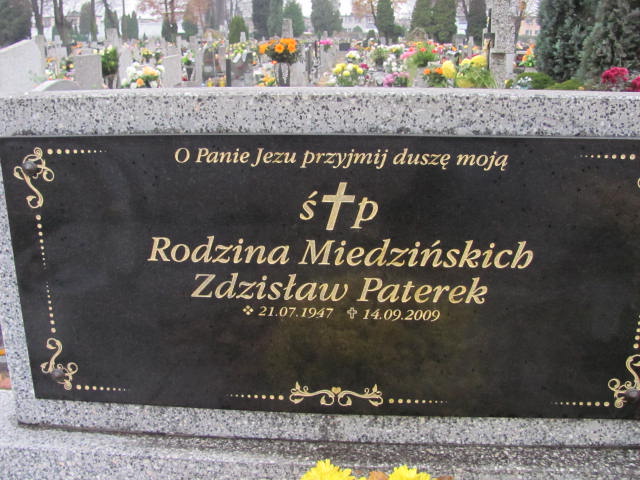 O Panie Jezu przyjmij duszę moją
ś✝p
Rodzina Miedzińskich
Zdzisław Paterek
❖ 21.07.1947 ✝ 14.09.2009